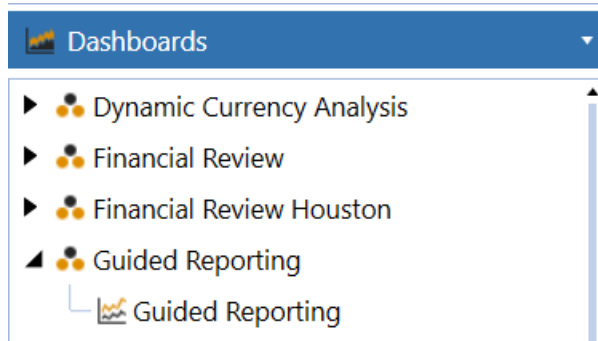 Dashboards
Dynamic Currency Analysis
Financial Review
Financial Review Houston
Guided Reporting
Guided Reporting